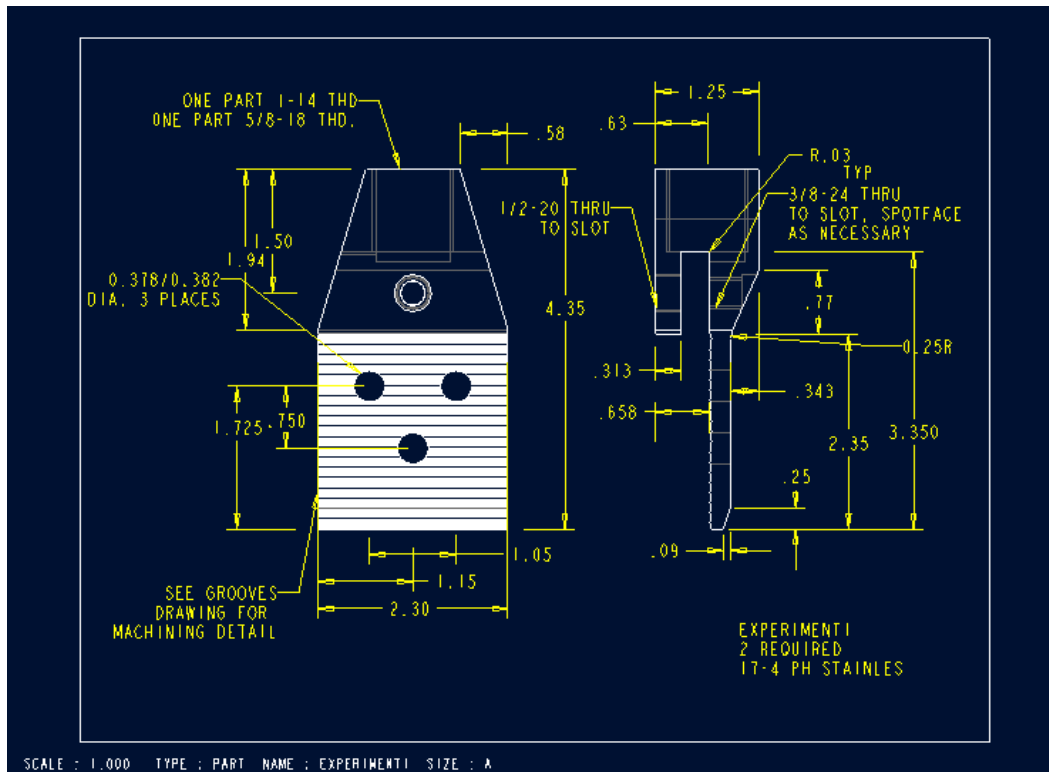 ONE PART 1-14 THD
ONE PART 5/8-18 THD.
.58
1.25
.63
R.03
TYP
3/8-24 THRU
TO SLOT, SPOTFACE
AS NECESSARY
1/2-20 THRU
TO SLOT
1.50
1.94
0.378/0.382
DIA. 3 PLACES
4.35
.77
0.25R
.313
.343
.658
1.725
.750
2.35
3.350
.25
.09
1.05
1.15
2.30
SEE GROOVES
DRAWING FOR
MACHINING DETAIL
EXPERIMENT1
2 REQUIRED
17-4 PH STAINLES
SCALE : 1.000 TYPE : PART NAME : EXPERIMENT1 SIZE : A